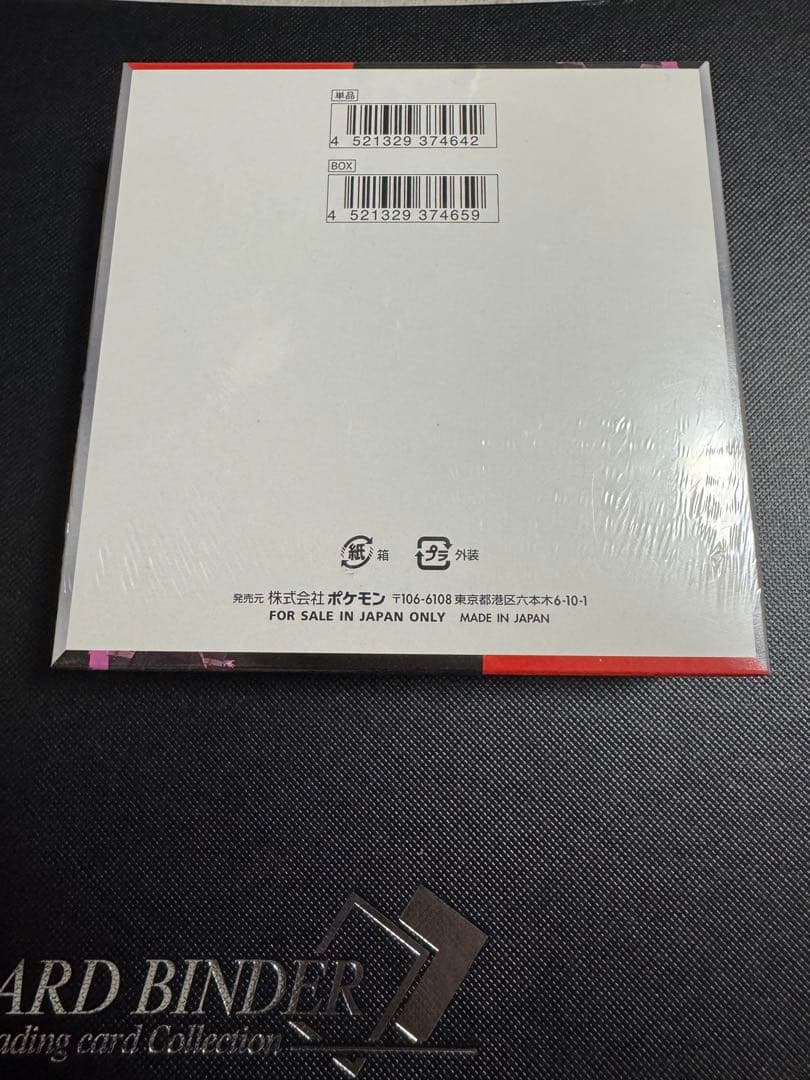 単品
4 521329 374642
BOX
4 521329 374659
紙 箱 プラ 外装
発売元 株式会社ポケモン 〒106-6108 東京都港区六本木6-10-1
FOR SALE IN JAPAN ONLY MADE IN JAPAN
ARD BINDER
ading card Collection